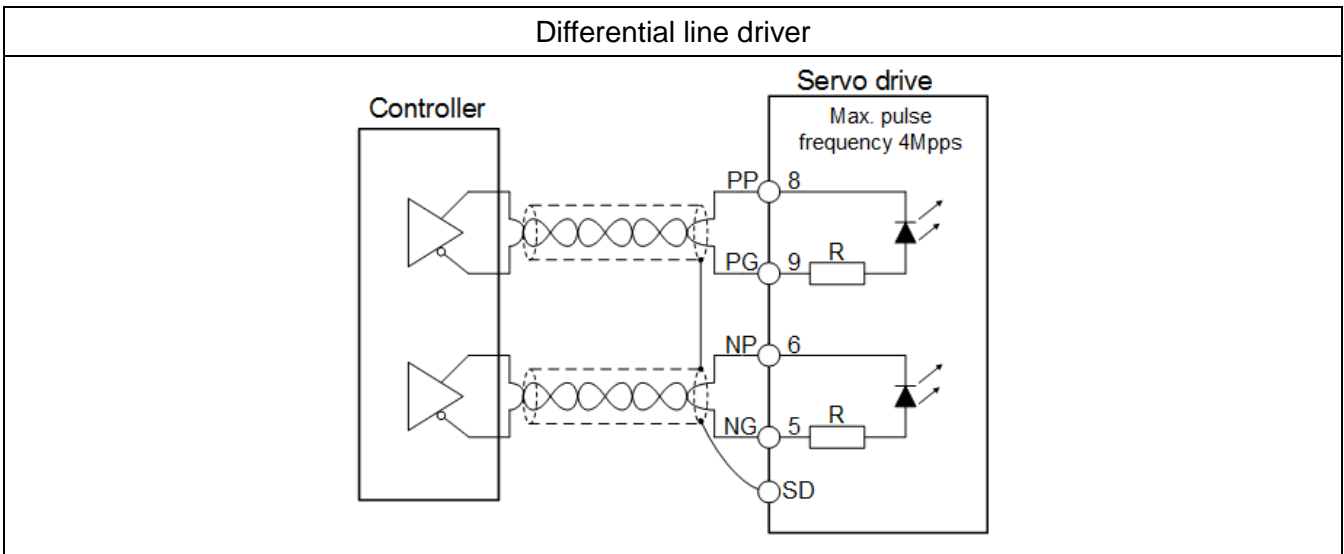 Differential line driver
Servo drive
Controller
Max. pulse
frequency 4Mpps
PP 8
PG 9 R
NP 6
NG 5 R
SD